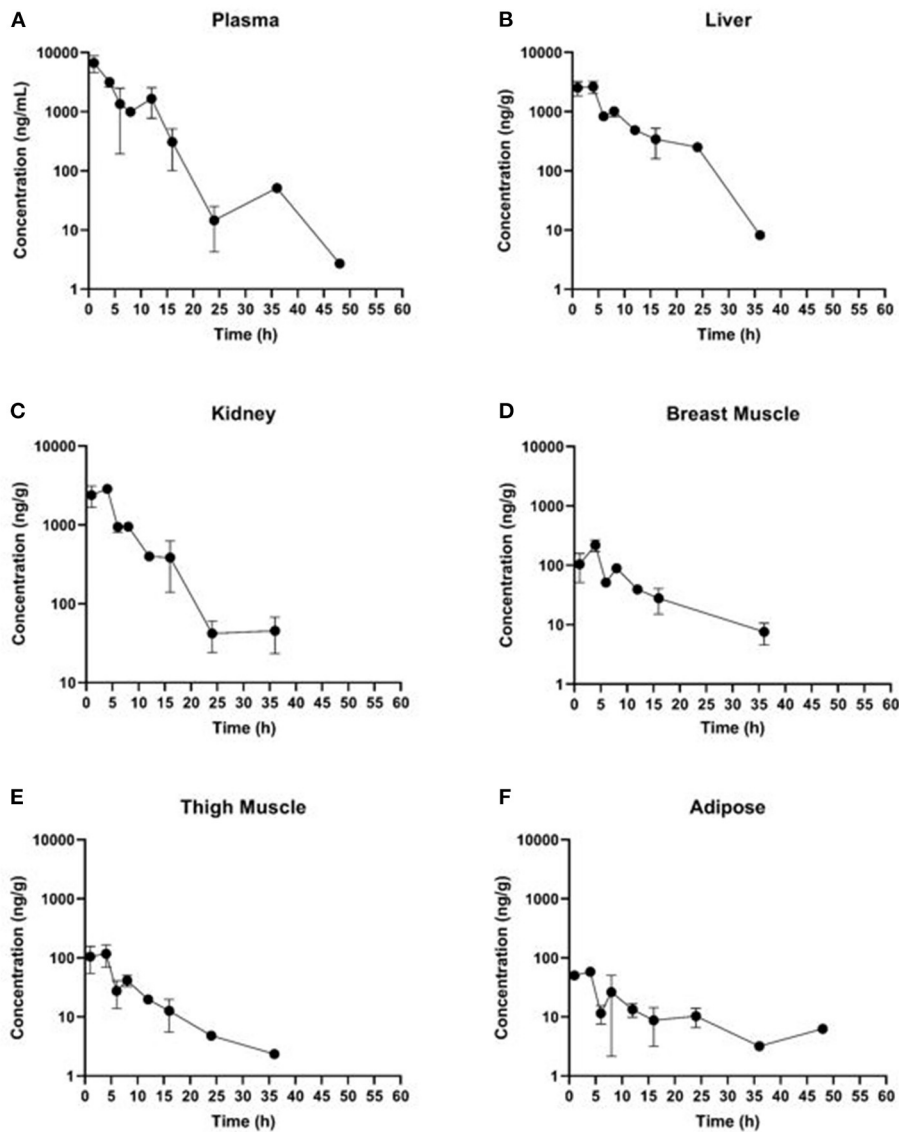 A
Plasma
Concentration (ng/mL)
10000
1000
100
10
1
0 5 10 15 20 25 30 35 40 45 50 55 60
Time (h)
B
Liver
Concentration (ng/g)
10000
1000
100
10
1
0 5 10 15 20 25 30 35 40 45 50 55 60
Time (h)
C
Kidney
Concentration (ng/g)
10000
1000
100
10
0 5 10 15 20 25 30 35 40 45 50 55 60
Time (h)
D
Breast Muscle
Concentration (ng/g)
10000
1000
100
10
1
0 5 10 15 20 25 30 35 40 45 50 55 60
Time (h)
E
Thigh Muscle
Concentration (ng/g)
10000
1000
100
10
1
0 5 10 15 20 25 30 35 40 45 50 55 60
Time (h)
F
Adipose
Concentration (ng/g)
10000
1000
100
10
1
0 5 10 15 20 25 30 35 40 45 50 55 60
Time (h)